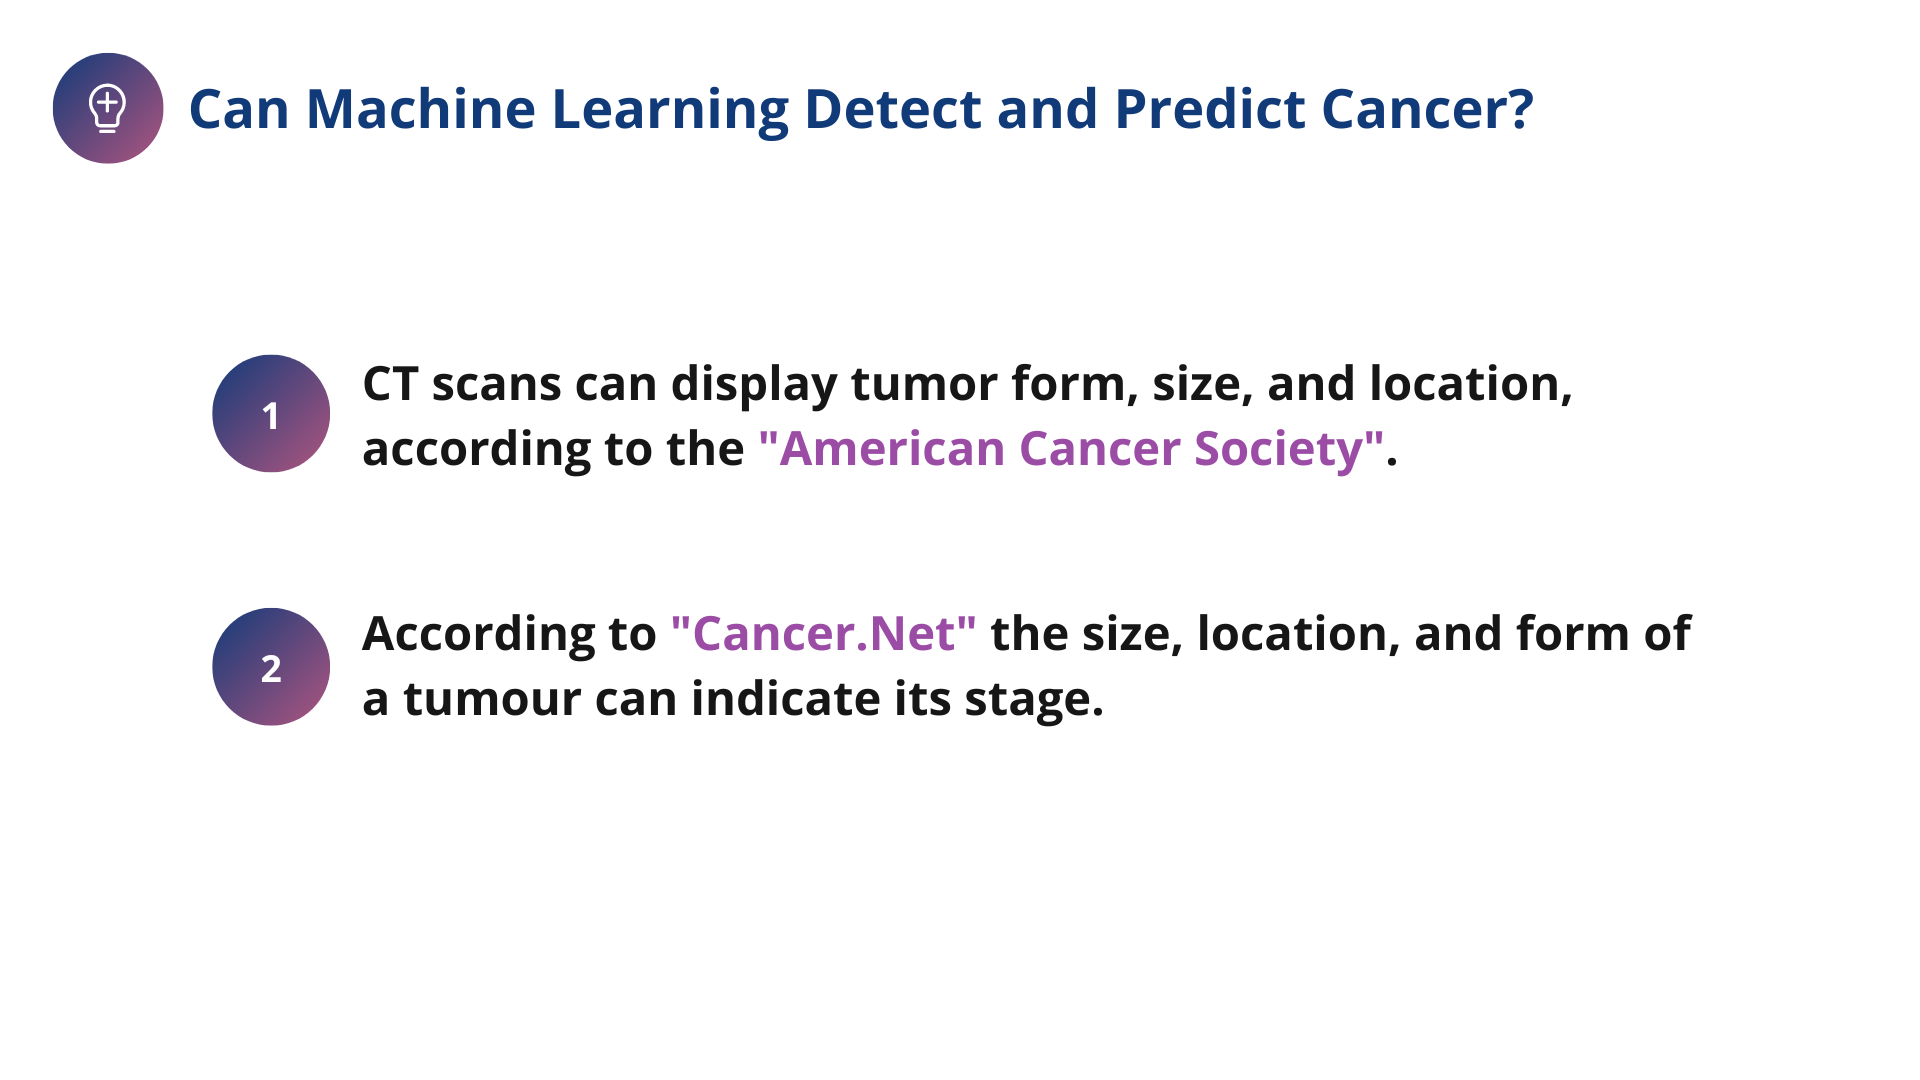 Can Machine Learning Detect and Predict Cancer?
1
CT scans can display tumor form, size, and location,
according to the "American Cancer Society".
2
According to "Cancer.Net" the size, location, and form of
a tumour can indicate its stage.